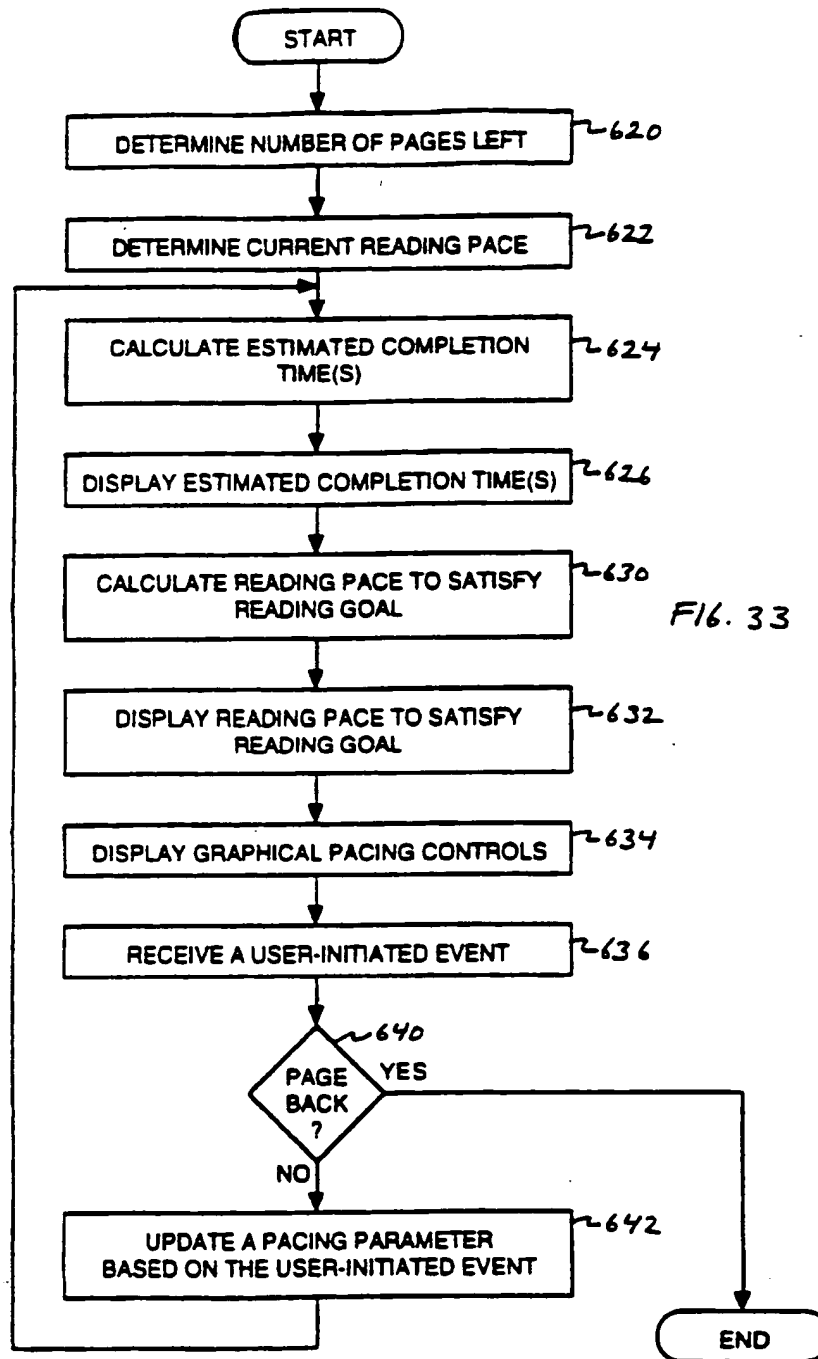 START
DETERMINE NUMBER OF PAGES LEFT
620
DETERMINE CURRENT READING PACE
622
CALCULATE ESTIMATED COMPLETION
TIME(S)
624
DISPLAY ESTIMATED COMPLETION TIME(S)
626
CALCULATE READING PACE TO SATISFY
READING GOAL
630
FIG. 33
DISPLAY READING PACE TO SATISFY
READING GOAL
632
DISPLAY GRAPHICAL PACING CONTROLS
634
RECEIVE A USER-INITIATED EVENT
636
640
PAGE
BACK
?
YES
NO
UPDATE A PACING PARAMETER
BASED ON THE USER-INITIATED EVENT
642
END